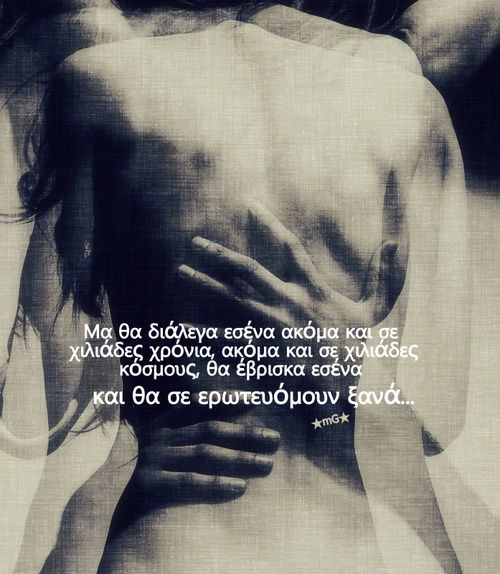 Μα θα διάλεγα εσένα ακόμα και σε
χιλιάδες χρόνια, ακόμα και σε χιλιάδες
κόσμους, θα έβρισκα εσένα
και θα σε ερωτευόμουν ξανά...
★mG★